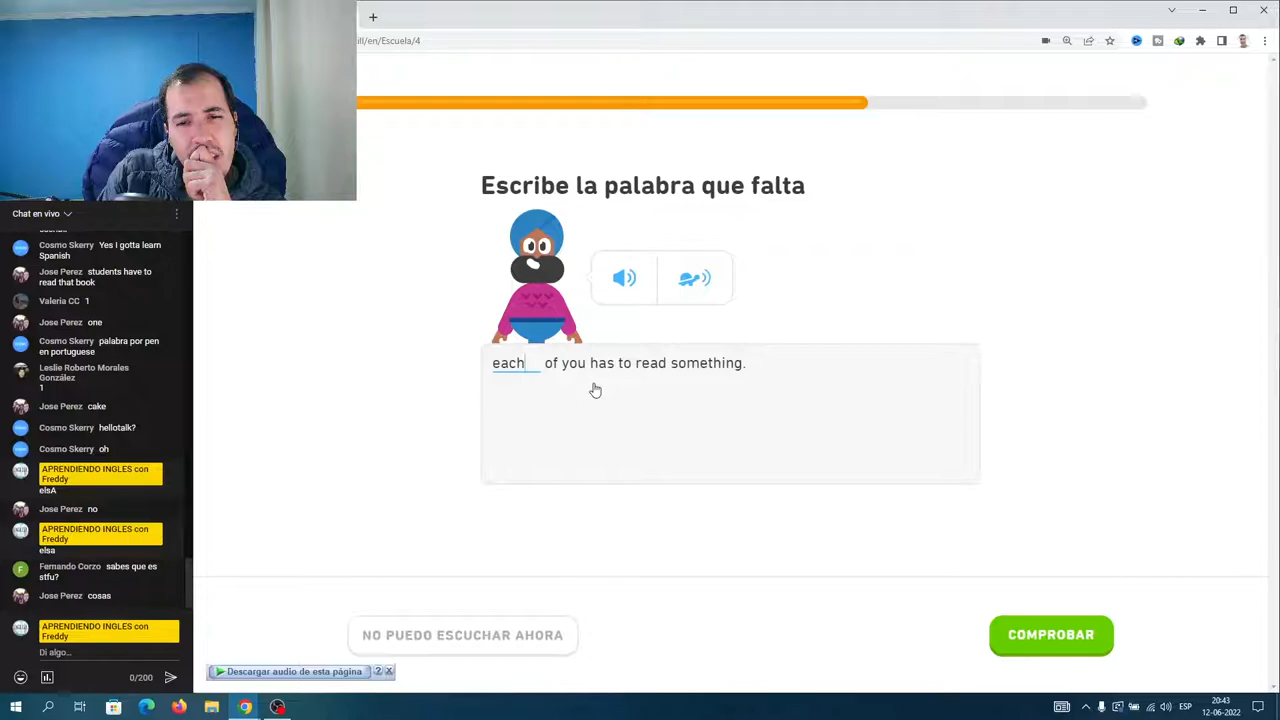 ill/en/Escuela/4
Escribe la palabra que falta
each of you has to read something.
NO PUEDO ESCUCHAR AHORA
COMPROBAR
Chat en vivo
Cosmo Skerry Yes I gotta learn
Spanish
Jose Perez students have to
read that book
Valeria CC 1
Jose Perez one
Cosmo Skerry palabra por pen
en portuguese
Leslie Roberto Morales
González
1
Jose Perez cake
Cosmo Skerry hellotalk?
Cosmo Skerry oh
APRENDIENDO INGLES con
Freddy
elsA
Jose Perez no
APRENDIENDO INGLES con
Freddy
elsa
Fernando Corzo sabes que es
stfu?
Jose Perez cosas
APRENDIENDO INGLES con
Freddy
Di algo...
0/200
Descargar audio de esta página
? X
ESP
20:43
12-06-2022